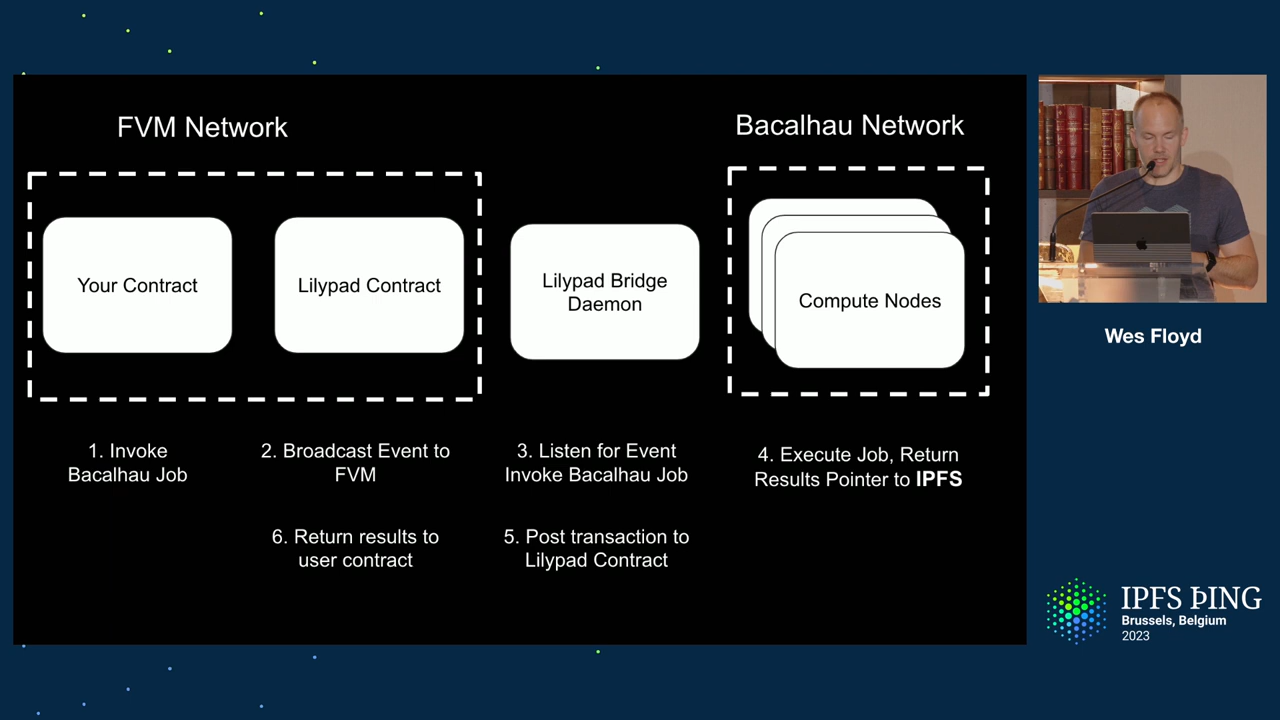 FVM Network
Bacalhau Network
Your Contract
Lilypad Contract
Lilypad Bridge
Daemon
Compute Nodes
1. Invoke
Bacalhau Job
2. Broadcast Event to
FVM
3. Listen for Event
Invoke Bacalhau Job
4. Execute Job, Return
Results Pointer to IPFS
6. Return results to
user contract
5. Post transaction to
Lilypad Contract
Wes Floyd
IPFS ÞING
Brussels, Belgium
2023